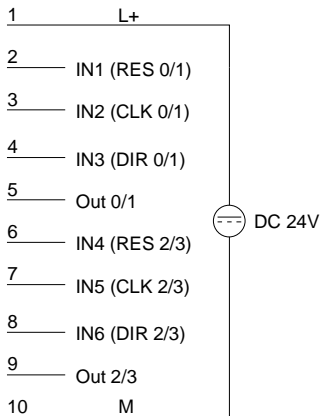 1 L+
2 IN1 (RES 0/1)
3 IN2 (CLK 0/1)
4 IN3 (DIR 0/1)
5 Out 0/1
DC 24V
6 IN4 (RES 2/3)
7 IN5 (CLK 2/3)
8 IN6 (DIR 2/3)
9 Out 2/3
10 M